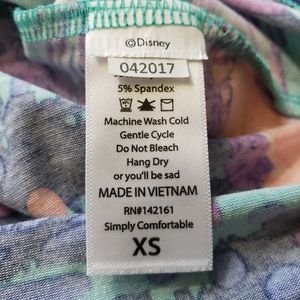 ©Disney
042017
5% Spandex
Machine Wash Cold
Gentle Cycle
Do Not Bleach
Hang Dry
or you'll be sad
MADE IN VIETNAM
RN#142161
Simply Comfortable
XS